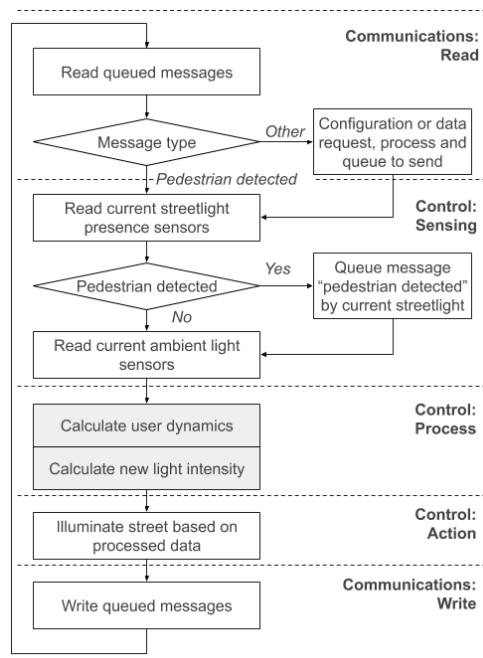 Communications:
Read
Read queued messages
Message type
Other
Configuration or data
request, process and
queue to send
Pedestrian detected
Read current streetlight
presence sensors
Control:
Sensing
Pedestrian detected
Yes
Queue message
“pedestrian detected”
by current streetlight
No
Read current ambient light
sensors
Control:
Process
Calculate user dynamics
Calculate new light intensity
Control:
Action
Illuminate street based on
processed data
Communications:
Write
Write queued messages